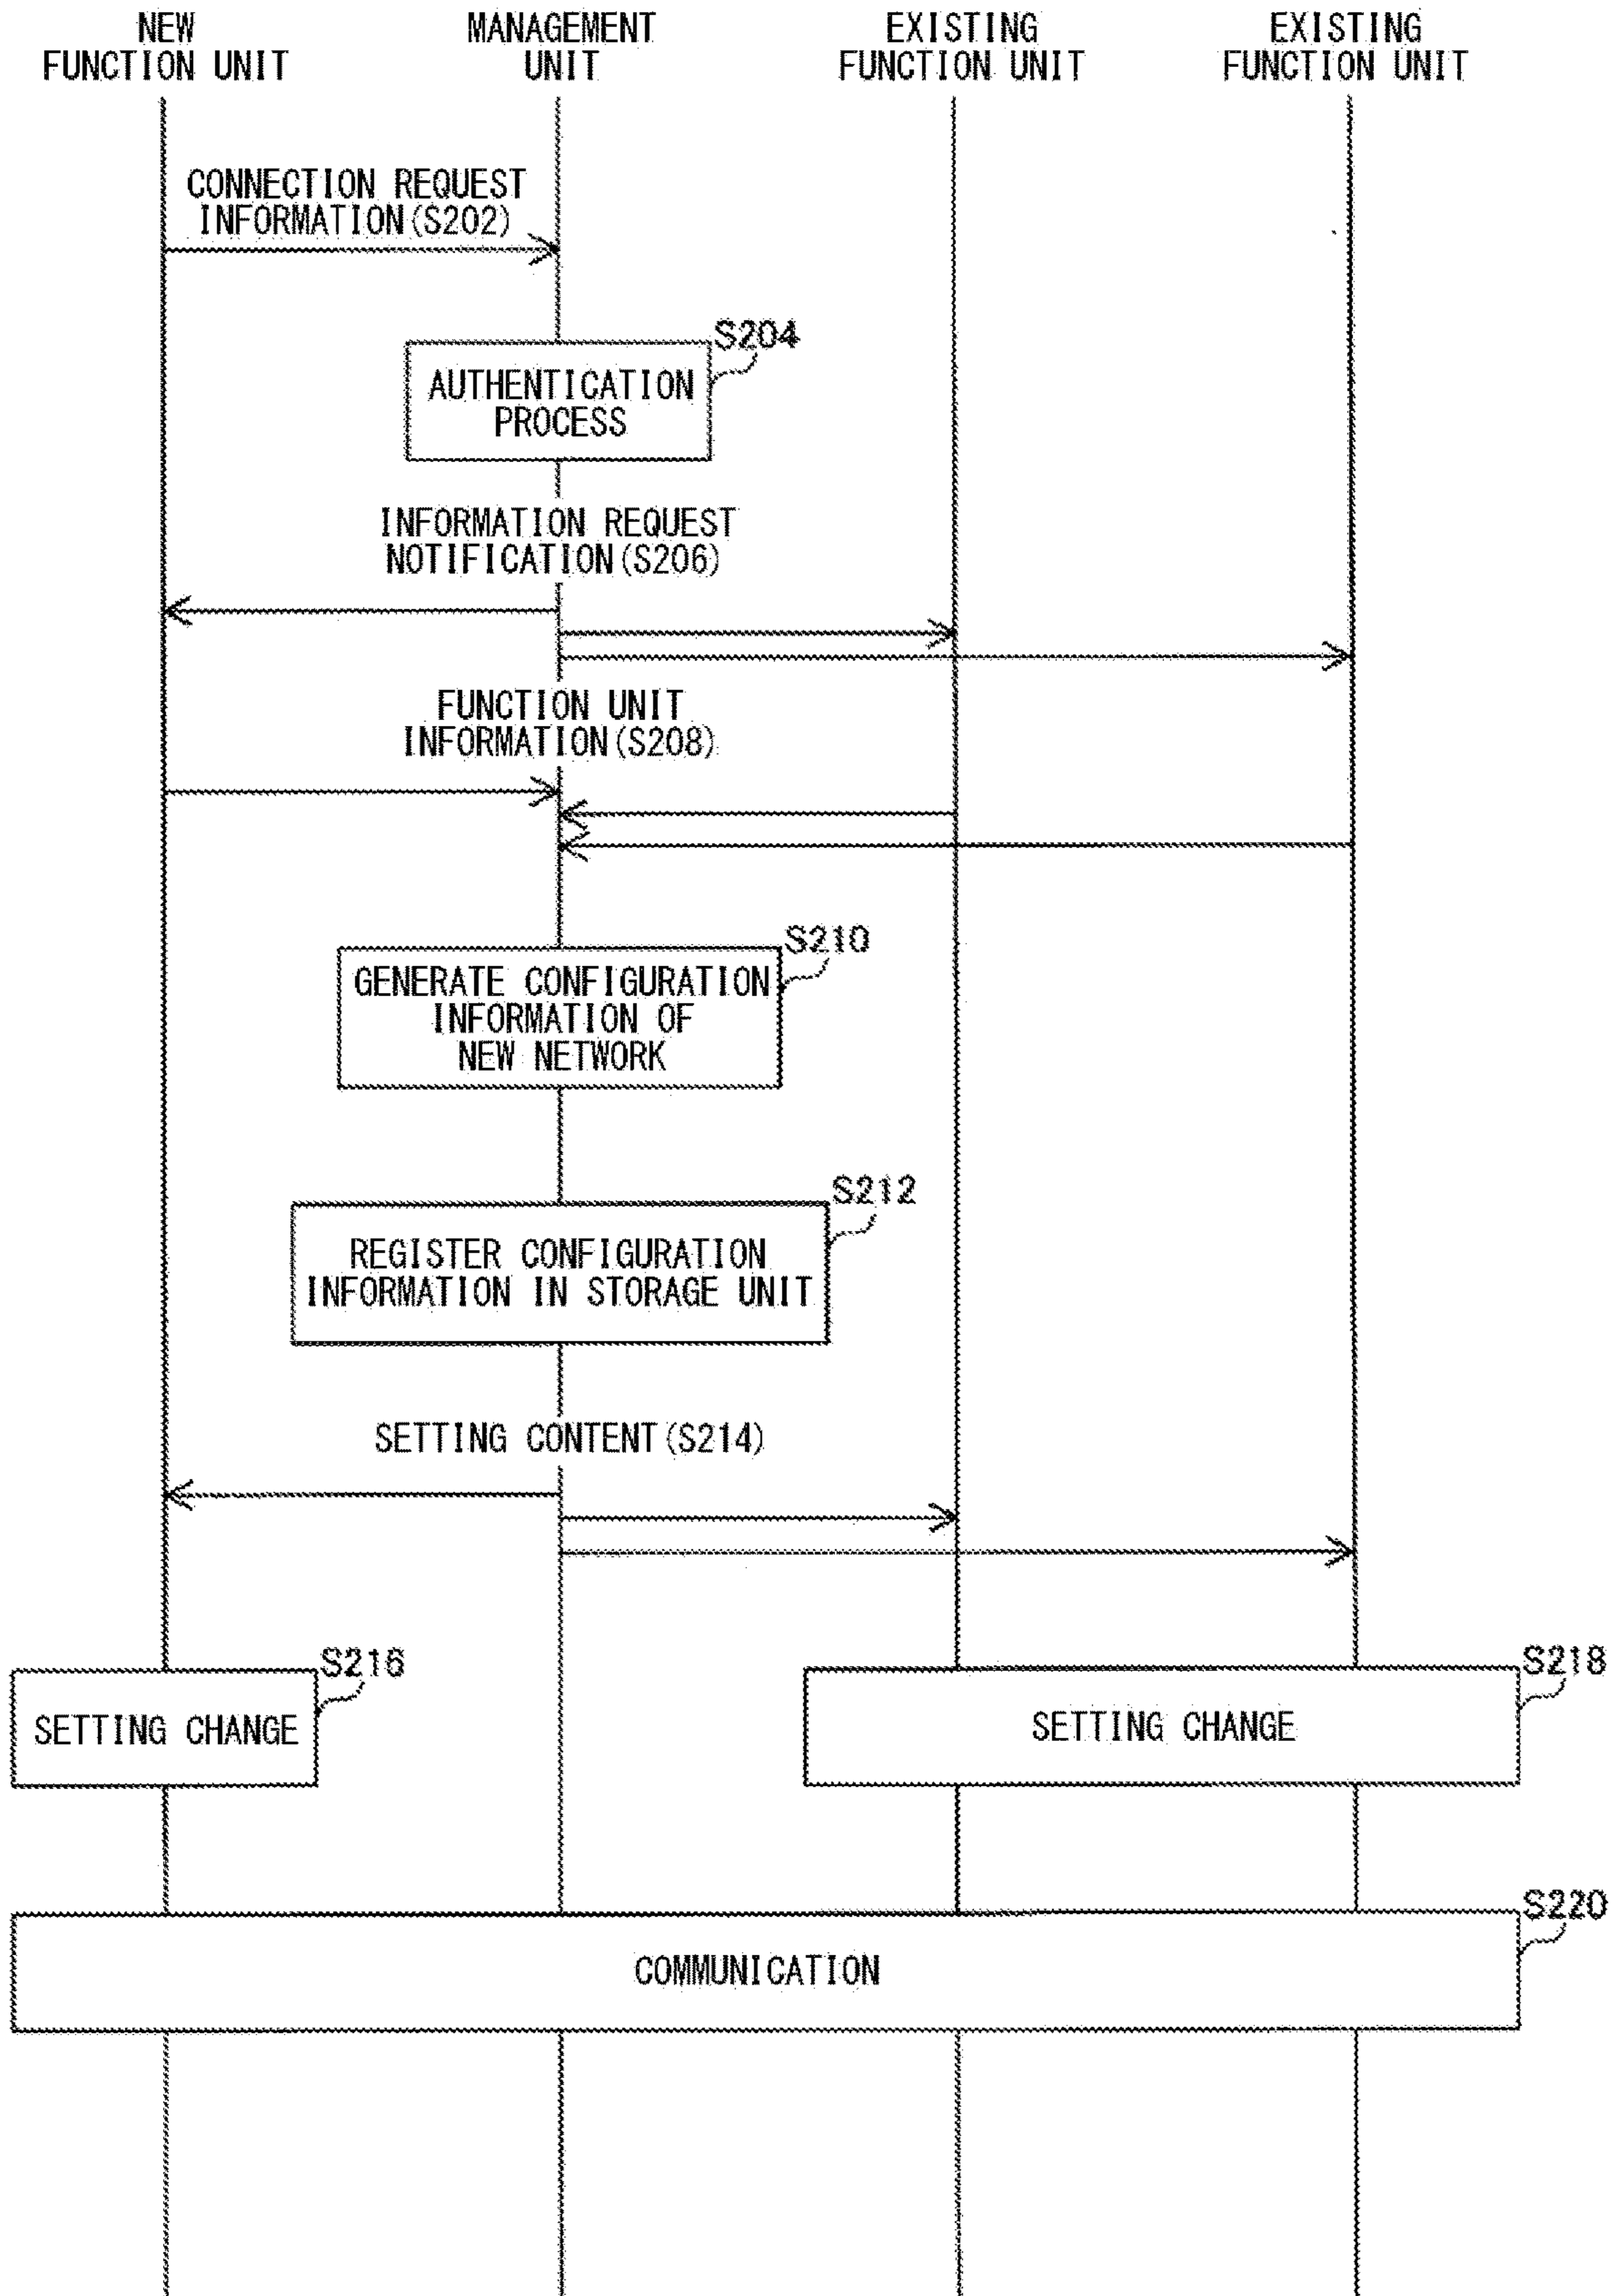 NEW
FUNCTION UNIT
MANAGEMENT
UNIT
EXISTING
FUNCTION UNIT
EXISTING
FUNCTION UNIT
CONNECTION REQUEST
INFORMATION(S202)
S204
AUTHENTICATION
PROCESS
INFORMATION REQUEST
NOTIFICATION(S206)
FUNCTION UNIT
INFORMATION(S208)
S210
GENERATE CONFIGURATION
INFORMATION OF
NEW NETWORK
S212
REGISTER CONFIGURATION
INFORMATION IN STORAGE UNIT
SETTING CONTENT(S214)
S216
SETTING CHANGE
S218
SETTING CHANGE
S220
COMMUNICATION